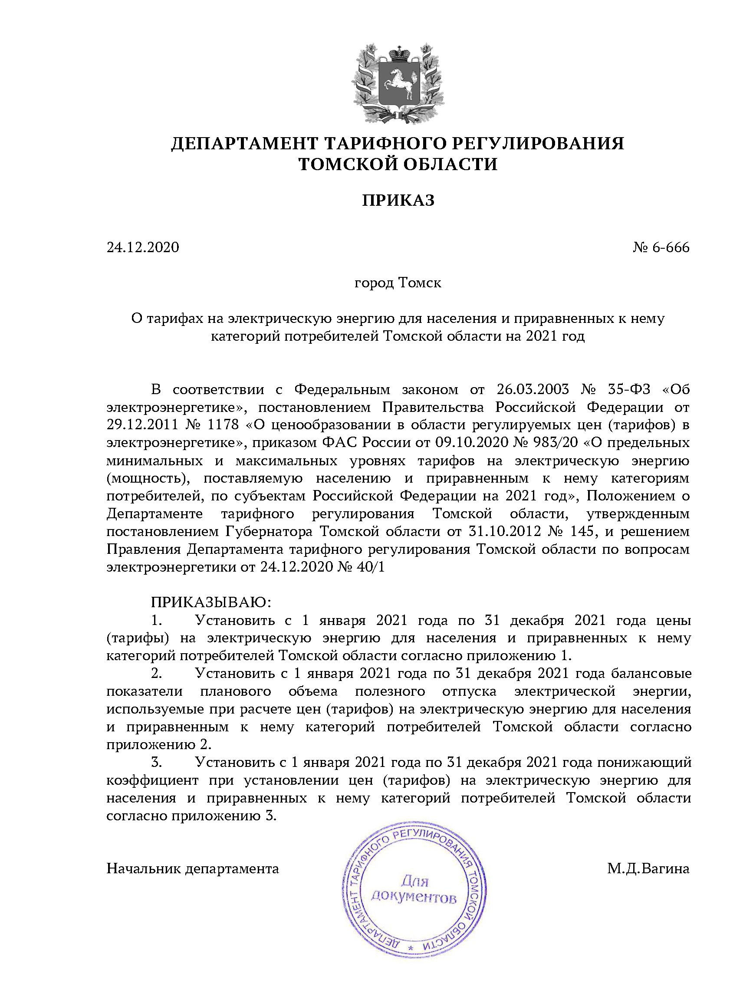 ДЕПАРТАМЕНТ ТАРИФНОГО РЕГУЛИРОВАНИЯ
ТОМСКОЙ ОБЛАСТИ
ПРИКАЗ
24.12.2020 № 6-666
город Томск
О тарифах на электрическую энергию для населения и приравненных к нему
категорий потребителей Томской области на 2021 год
В соответствии с Федеральным законом от 26.03.2003 № 35-ФЗ «Об
электроэнергетике», постановлением Правительства Российской Федерации от
29.12.2011 № 1178 «О ценообразовании в области регулируемых цен (тарифов) в
электроэнергетике», приказом ФАС России от 09.10.2020 № 983/20 «О предельных
минимальных и максимальных уровнях тарифов на электрическую энергию
(мощность), поставляемую населению и приравненным к нему категориям
потребителей, по субъектам Российской Федерации на 2021 год», Положением о
Департаменте тарифного регулирования Томской области, утвержденным
постановлением Губернатора Томской области от 31.10.2012 № 145, и решением
Правления Департамента тарифного регулирования Томской области по вопросам
электроэнергетики от 24.12.2020 № 40/1
ПРИКАЗЫВАЮ:
1. Установить с 1 января 2021 года по 31 декабря 2021 года цены
(тарифы) на электрическую энергию для населения и приравненных к нему
категорий потребителей Томской области согласно приложению 1.
2. Установить с 1 января 2021 года по 31 декабря 2021 года балансовые
показатели планового объема полезного отпуска электрической энергии,
используемые при расчете цен (тарифов) на электрическую энергию для населения
и приравненным к нему категорий потребителей Томской области согласно
приложению 2.
3. Установить с 1 января 2021 года по 31 декабря 2021 года понижающий
коэффициент при установлении цен (тарифов) на электрическую энергию для
населения и приравненных к нему категорий потребителей Томской области
согласно приложению 3.
Начальник департамента М.Д.Вагина
ДЕПАРТАМЕНТ ТАРИФНОГО РЕГУЛИРОВАНИЯ ТОМСКОЙ ОБЛАСТИ *
Для
документов